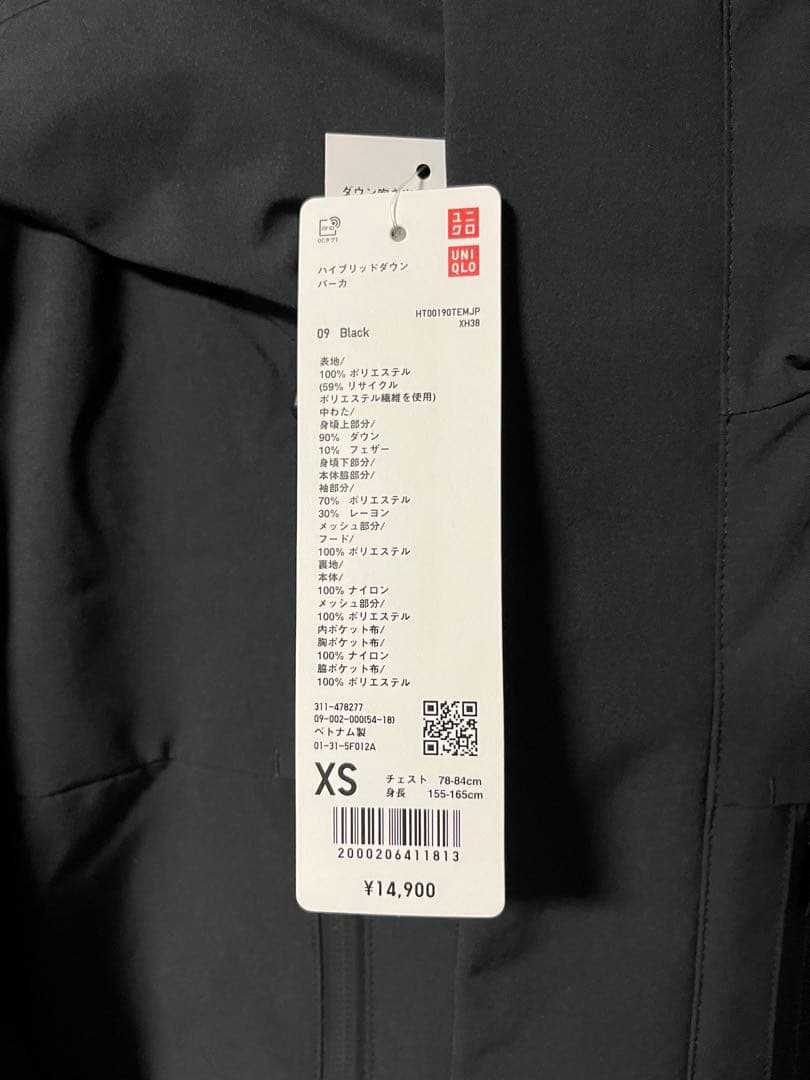 ダウン
RFID
(ICタグ)
ユニ
クロ
UNI
QLO
ハイブリッドダウン
パーカ
HT00190TEMJP
XH38
09 Black
表地/
100% ポリエステル
(59% リサイクル
ポリエステル繊維を使用)
中わた/
身頃上部分/
90% ダウン
10% フェザー
身頃下部分/
本体脇部分/
袖部分/
70% ポリエステル
30% レーヨン
メッシュ部分/
フード/
100% ポリエステル
裏地/
本体/
100% ナイロン
メッシュ部分/
100% ポリエステル
内ポケット布/
胸ポケット布/
100% ナイロン
脇ポケット布/
100% ポリエステル
311-478277
09-002-000(54-18)
ベトナム製
01-31-5F012A
XS
チェスト 78-84cm
身長 155-165cm
2000206411813
¥14,900